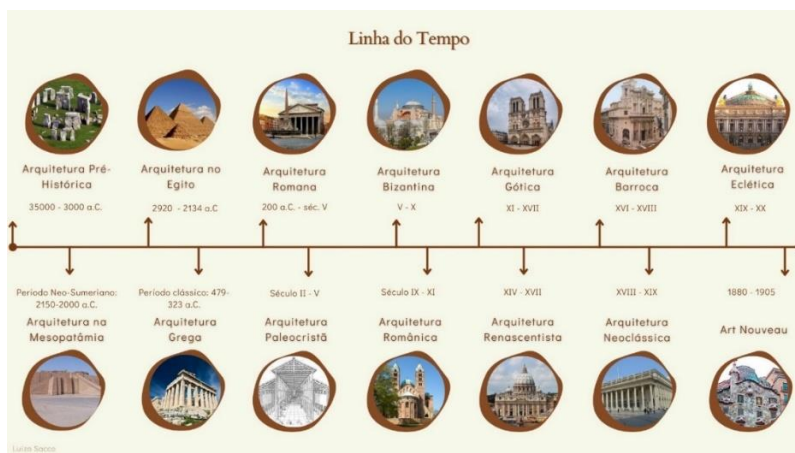 Linha do Tempo
Arquitetura Pré-
Histórica
35000 - 3000 a.C.
Arquitetura no
Egito
2920 - 2134 a.C
Arquitetura
Romana
200 a.C. - séc. V
Arquitetura
Bizantina
V - X
Arquitetura
Gótica
XI - XVII
Arquitetura
Barroca
XVI - XVIII
Arquitetura
Eclética
XIX - XX
Período Neo-Sumeriano:
2150-2000 a.C.
Arquitetura na
Mesopotâmia
Período clássico: 479-
323 a.C.
Arquitetura
Grega
Século II - V
Arquitetura
Paleocristã
Século IX - XI
Arquitetura
Românica
XIV - XVII
Arquitetura
Renascentista
XVIII - XIX
Arquitetura
Neoclássica
1880 - 1905
Art Nouveau
Luiza Sacco